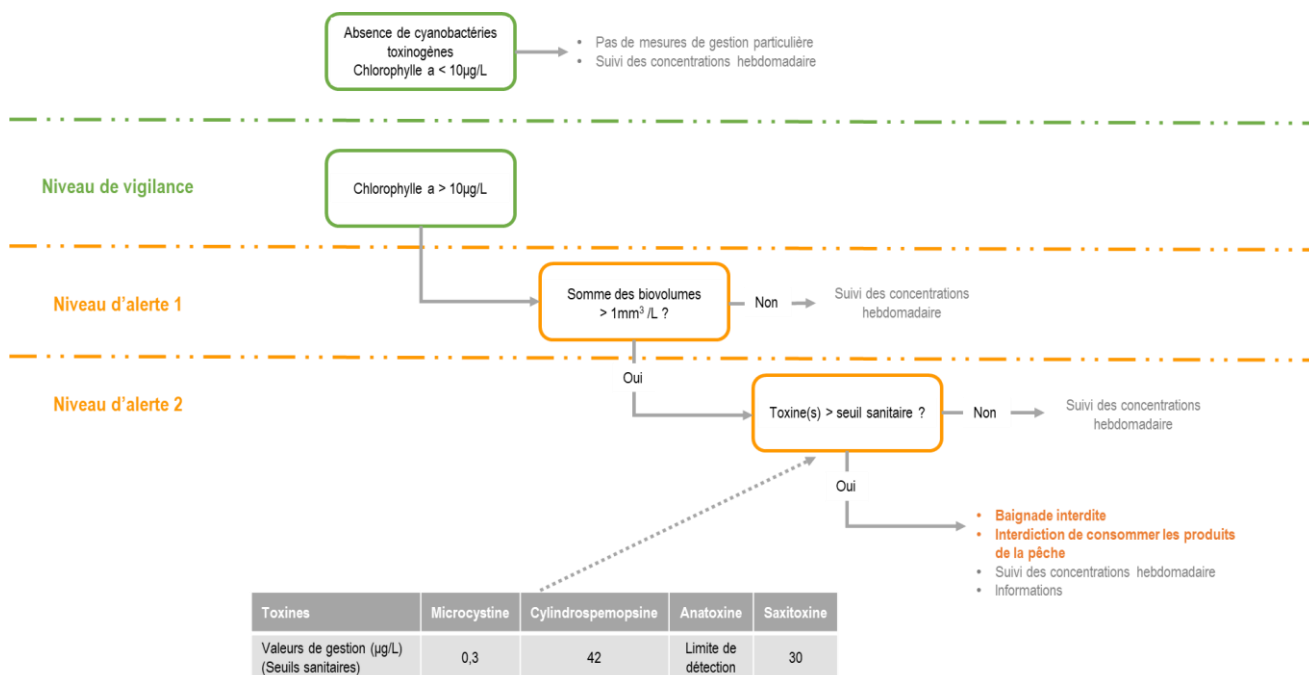 Absence de cyanobactéries
toxinogènes
Chlorophylle a < 10µg/L
• Pas de mesures de gestion particulière
• Suivi des concentrations hebdomadaire
Niveau de vigilance
Chlorophylle a > 10µg/L
Niveau d'alerte 1
Somme des biovolumes
> 1mm³ /L ?
Non
Suivi des concentrations
hebdomadaire
Oui
Niveau d'alerte 2
Toxine(s) > seuil sanitaire ?
Non
Suivi des concentrations
hebdomadaire
Oui
• Baignade interdite
• Interdiction de consommer les produits
de la pêche
• Suivi des concentrations hebdomadaire
• Informations
Toxines Microcystine Cylindrospemopsine Anatoxine Saxitoxine
Valeurs de gestion (µg/L)
(Seuils sanitaires)
0,3
42
Limite de
détection
30